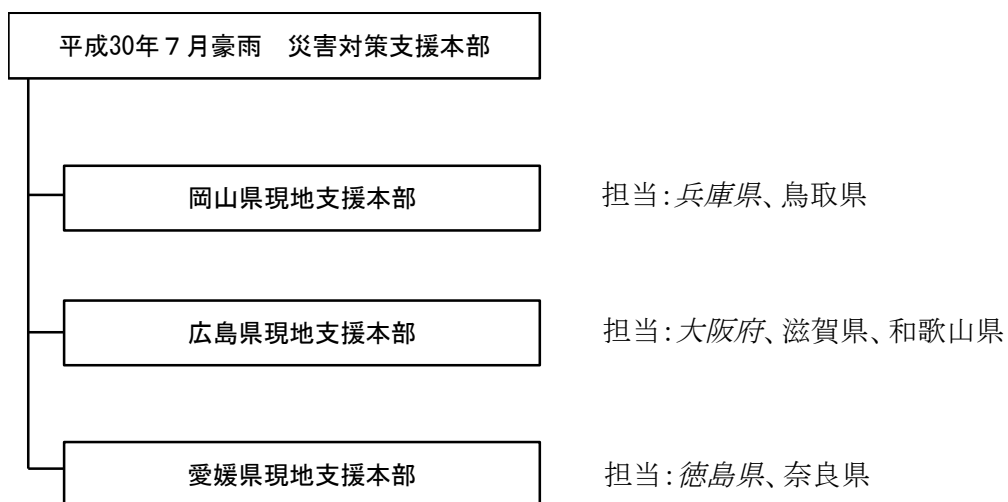 平成30年７月豪雨　災害対策支援本部
岡山県現地支援本部　担当:兵庫県、鳥取県
広島県現地支援本部　担当:大阪府、滋賀県、和歌山県
愛媛県現地支援本部　担当:徳島県、奈良県